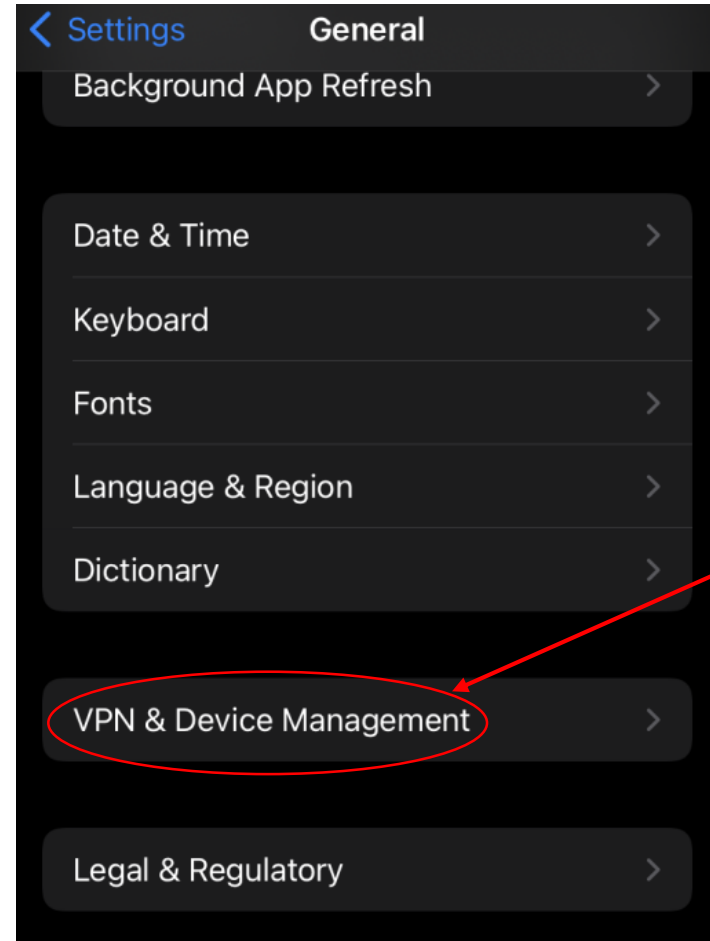 Settings General
Background App Refresh
Date & Time
Keyboard
Fonts
Language & Region
Dictionary
VPN & Device Management
Legal & Regulatory